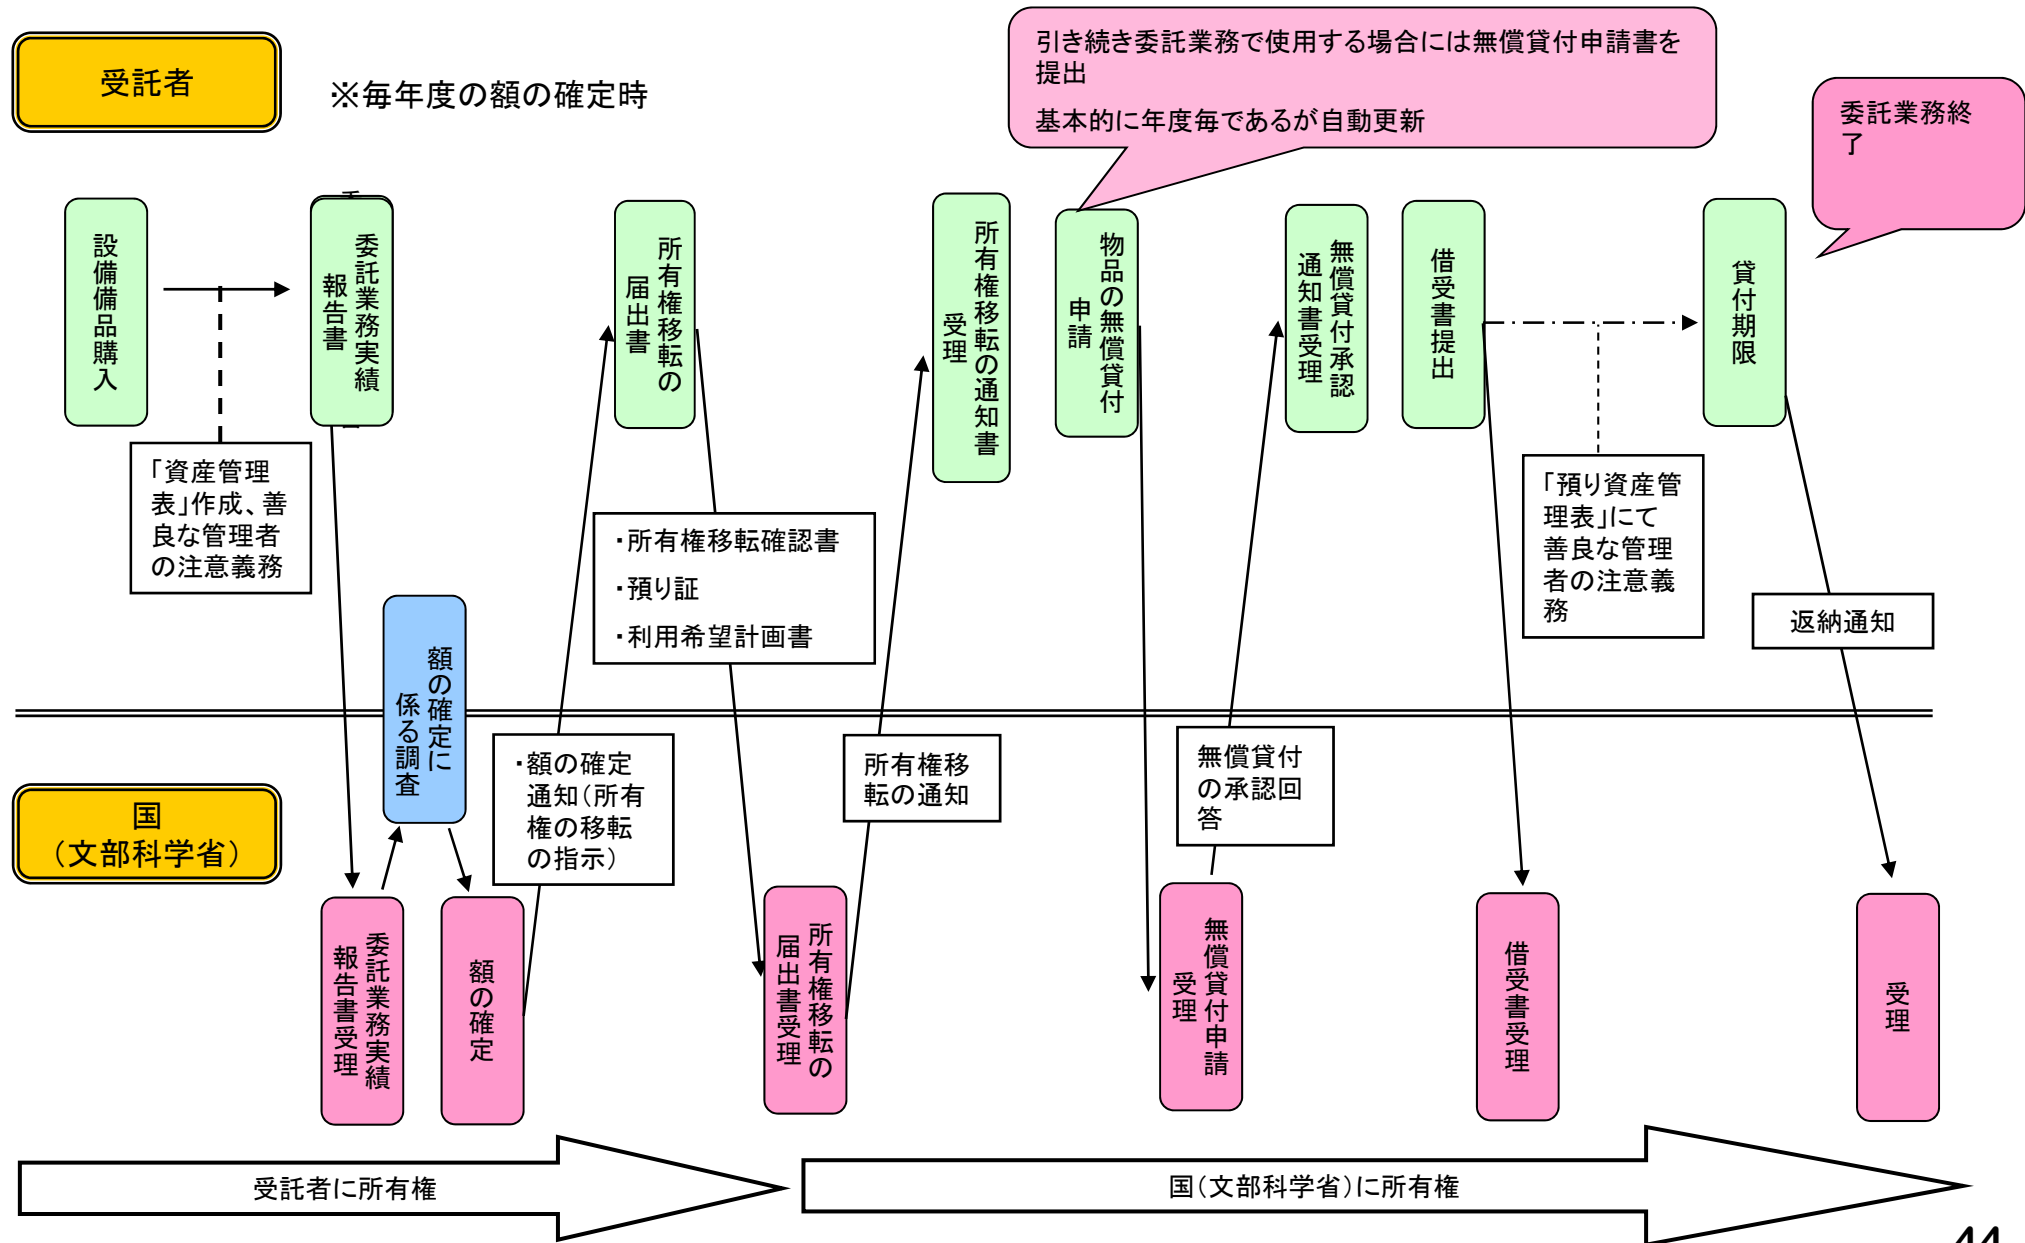 受託者
※毎年度の額の確定時
引き続き委託業務で使用する場合には無償貸付申請書を
提出
基本的に年度毎であるが自動更新
委託業務終
了
設備備品購入
委託業務実績
報告書
所有権移転の
届出書
所有権移転の通知書
受理
物品の無償貸付
申請
無償貸付承認
通知書受理
借受書提出
貸付期限
「資産管理
表」作成、善
良な管理者
の注意義務
・所有権移転確認書
・預り証
・利用希望計画書
「預り資産管
理表」にて
善良な管理
者の注意義
務
返納通知
額の確定に
係る調査
・額の確定
通知(所有
権の移転
の指示)
所有権移
転の通知
無償貸付
の承認回
答
国
(文部科学省)
委託業務実績
報告書受理
額の確定
所有権移転の
届出書受理
無償貸付申請
受理
借受書受理
受理
受託者に所有権
国(文部科学省)に所有権
44